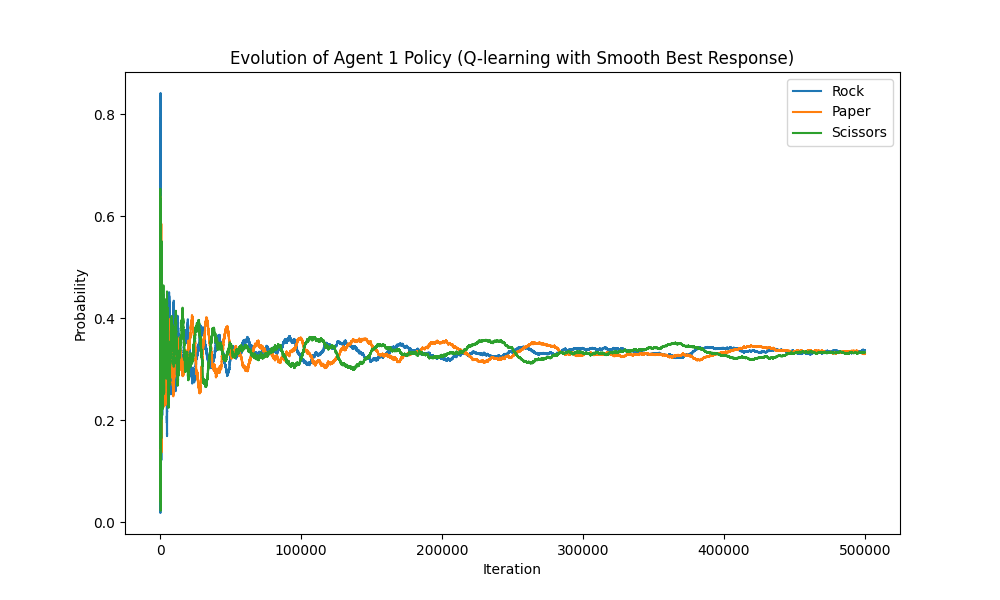 Evolution of Agent 1 Policy (Q-learning with Smooth Best Response)
Rock
Paper
Scissors
Probability
0.8
0.6
0.4
0.2
0.0
0 100000 200000 300000 400000 500000
Iteration